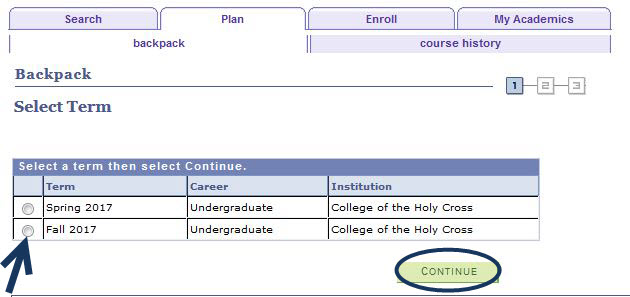 Search Plan Enroll My Academics
backpack course history
Backpack
1 2 3
Select Term
Select a term then select Continue.
Term Career Institution
Spring 2017 Undergraduate College of the Holy Cross
Fall 2017 Undergraduate College of the Holy Cross
CONTINUE